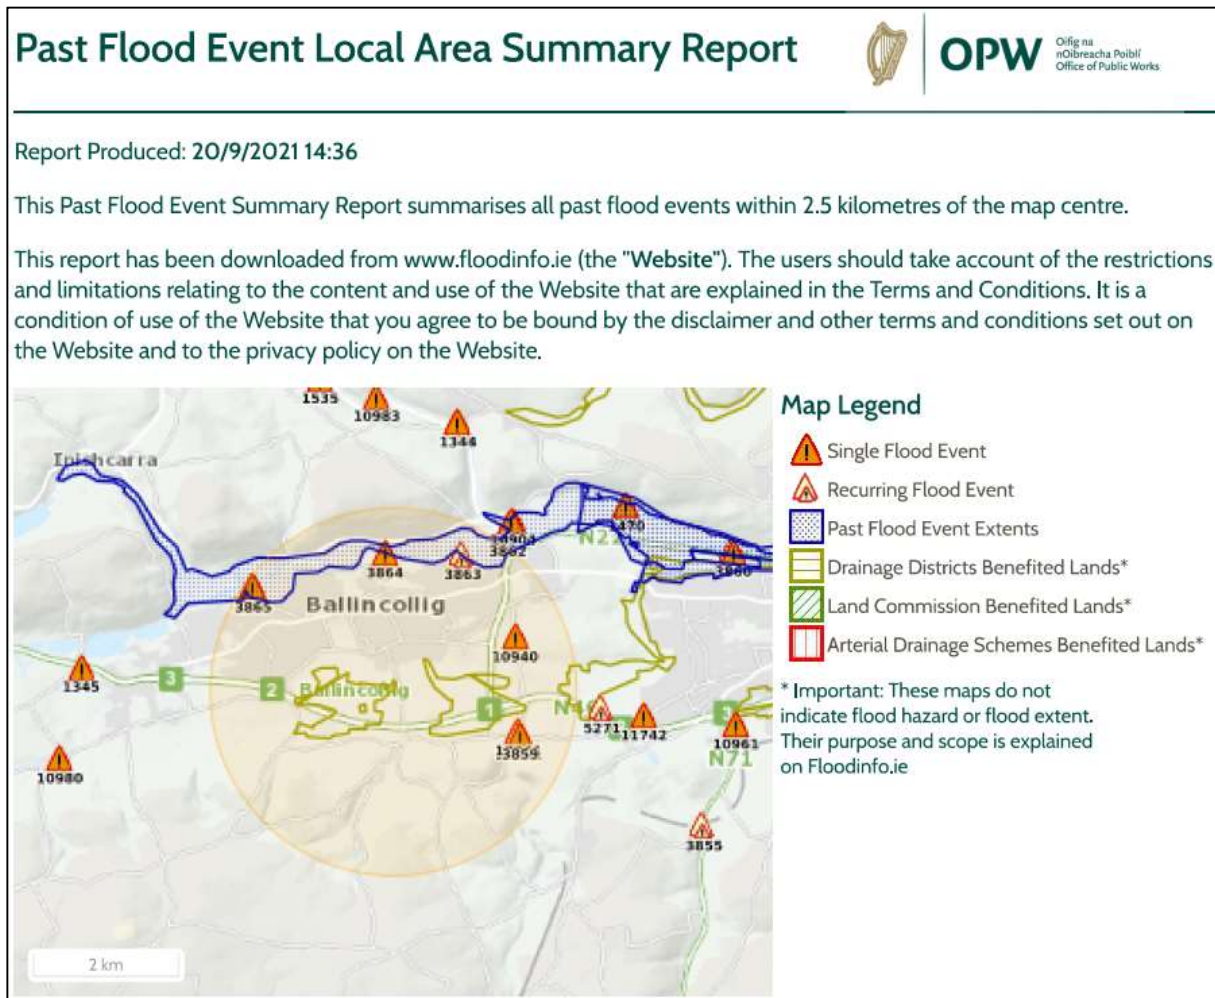 Past Flood Event Local Area Summary Report
OPW
Oifig na
nOibreacha Poiblí
Office of Public Works
Report Produced: 20/9/2021 14:36
This Past Flood Event Summary Report summarises all past flood events within 2.5 kilometres of the map centre.
This report has been downloaded from www.floodinfo.ie (the "Website"). The users should take account of the restrictions
and limitations relating to the content and use of the Website that are explained in the Terms and Conditions. It is a
condition of use of the Website that you agree to be bound by the disclaimer and other terms and conditions set out on
the Website and to the privacy policy on the Website.
1535
10983
1344
Inishcarra
3862
N22
3865
3864
3863
Ballincollig
10940
1345
3
2
Ballincollig
1
5271
11742
10961
N71
10980
3855
2 km
Map Legend
Single Flood Event
Recurring Flood Event
Past Flood Event Extents
Drainage Districts Benefited Lands*
Land Commission Benefited Lands*
Arterial Drainage Schemes Benefited Lands*
* Important: These maps do not
indicate flood hazard or flood extent.
Their purpose and scope is explained
on Floodinfo.ie